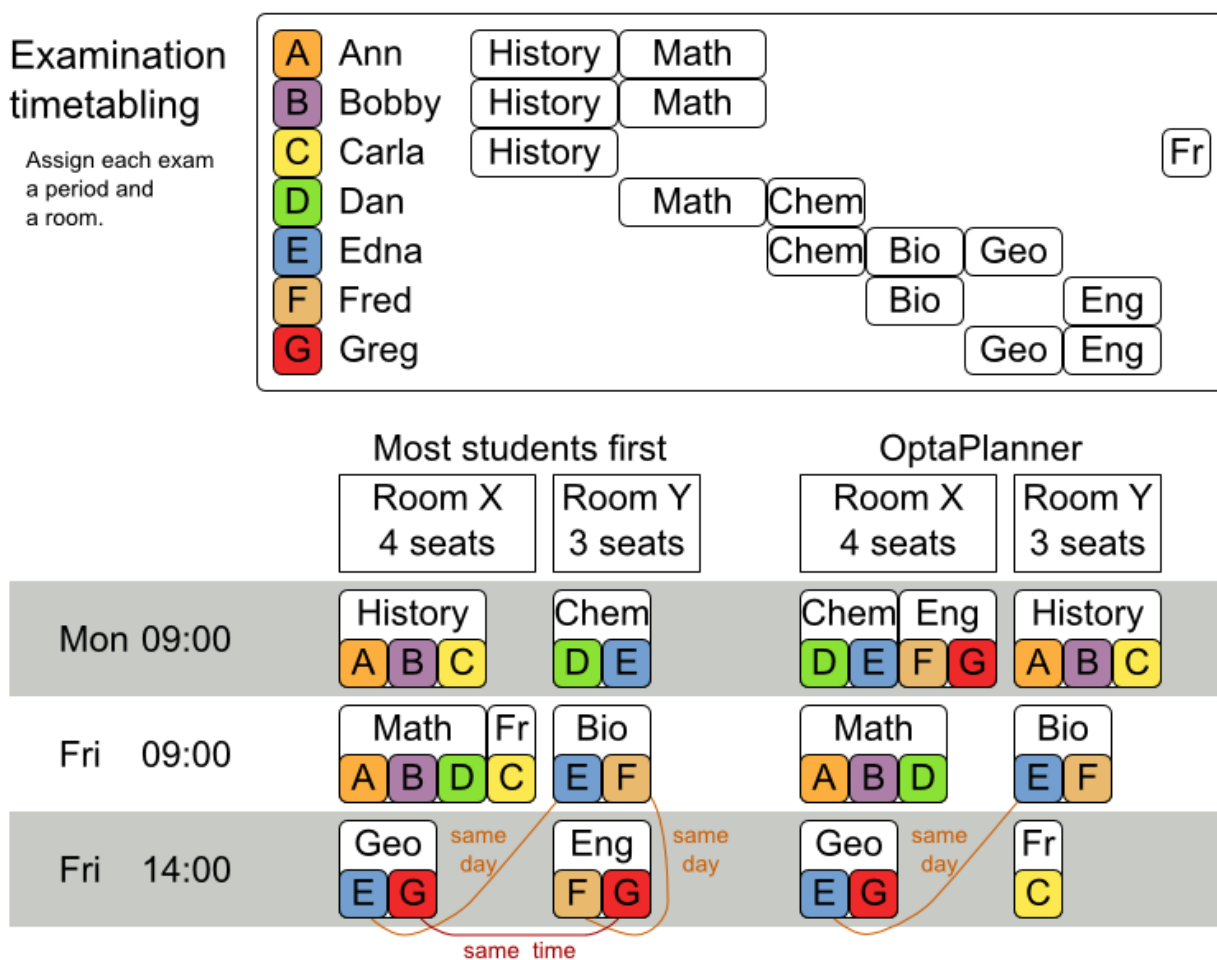 Examination
timetabling
Assign each exam
a period and
a room.
A Ann History Math
B Bobby History Math
C Carla History Fr
D Dan Math Chem
E Edna Chem Bio Geo
F Fred Bio Eng
G Greg Geo Eng
Most students first OptaPlanner
Room X Room Y Room X Room Y
4 seats 3 seats 4 seats 3 seats
History Chem Chem Eng History
Mon 09:00
A B C D E D E F G A B C
Math Fr Bio Math Bio
Fri 09:00
A B D C E F A B D E F
Geo same Eng same Geo same Fr
day day day
Fri 14:00
E G F G E G C
same time